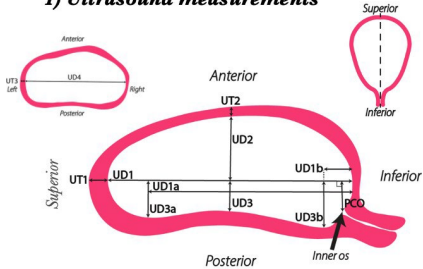 1) Ultrasound measurements
Superior
Anterior
UT3
UD4
Left
Right
Posterior
Inferior
Anterior
UT2
UD2
UD1b
Superior
UT1
UD1
UD1a
Inferior
PCO
UD3a
UD3
UD3b
Inner os
Posterior